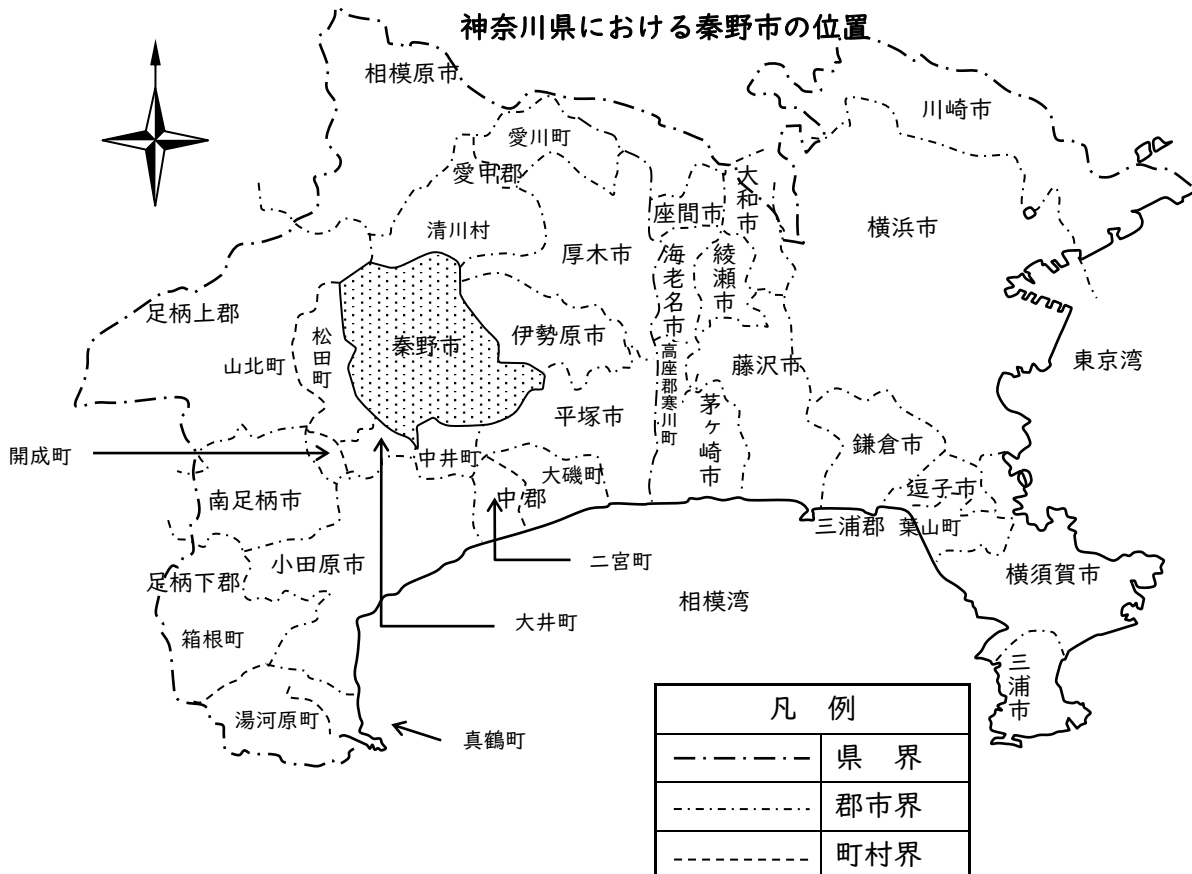 神奈川県における秦野市の位置
相模原市
川崎市
愛川町
愛甲郡
大和市
座間市
清川村
横浜市
厚木市
海老名市
綾瀬市
足柄上郡
松田町
秦野市
伊勢原市
山北町
高座郡寒川町
藤沢市
東京湾
茅ヶ崎市
平塚市
鎌倉市
開成町
中井町
大磯町
南足柄市
中郡
逗子市
三浦郡
葉山町
小田原市
二宮町
足柄下郡
横須賀市
相模湾
大井町
箱根町
三浦市
湯河原町
真鶴町
凡 例
県 界
郡市界
町村界